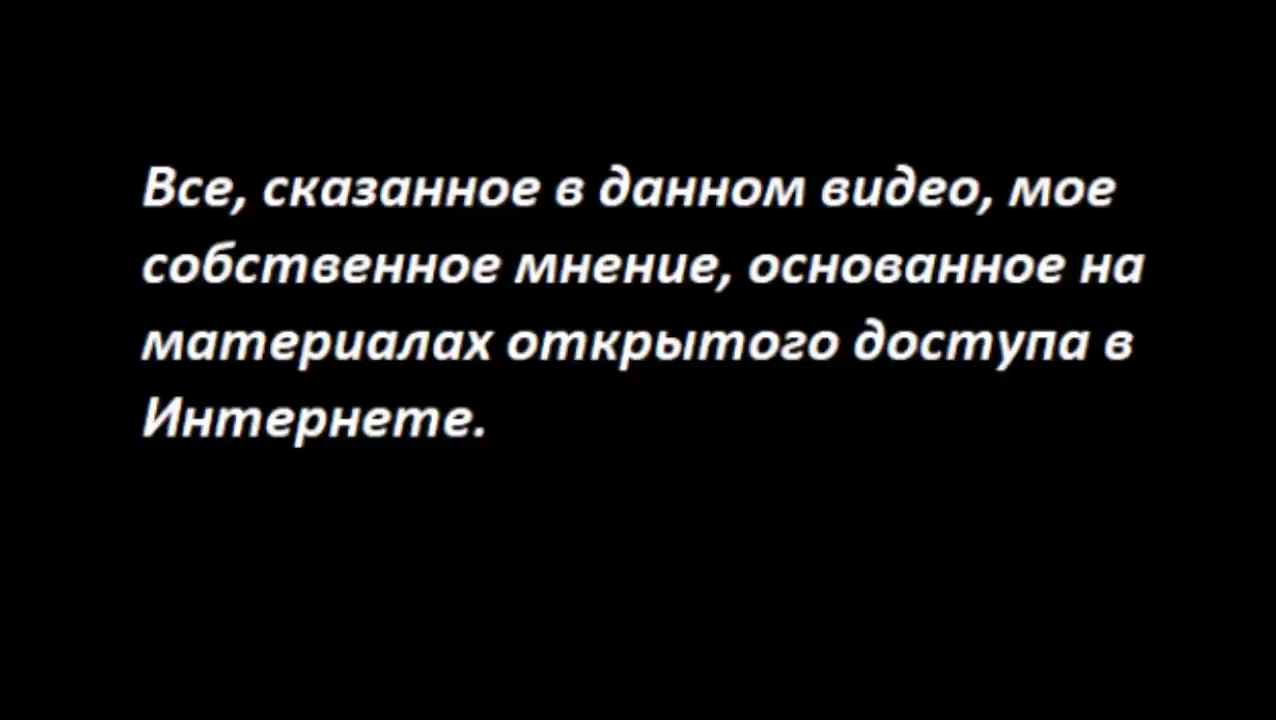 Все, сказанное в данном видео, мое
собственное мнение, основанное на
материалах открытого доступа в
Интернете.